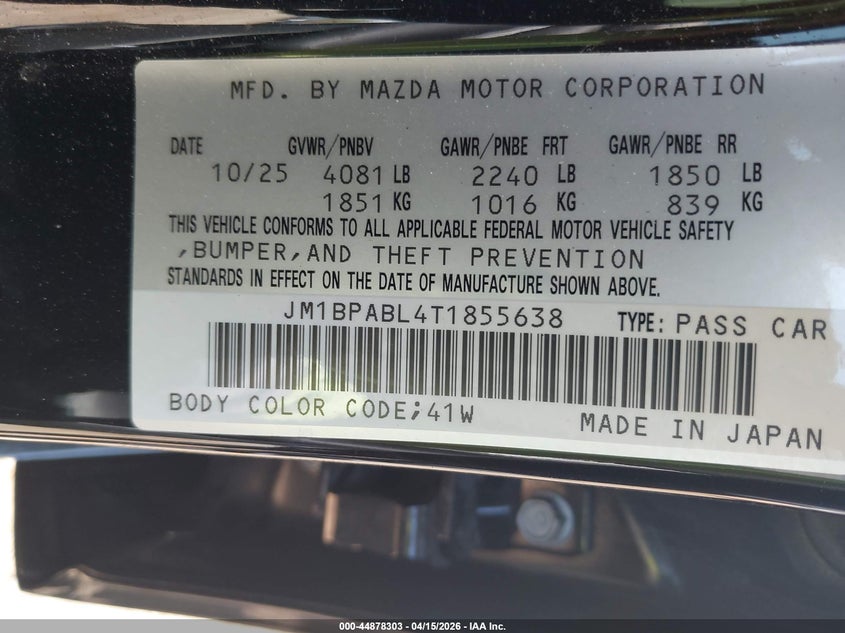 MFD. BY MAZDA MOTOR CORPORATION
DATE GVWR/PNBV GAWR/PNBE FRT GAWR/PNBE RR
10/25 4081 LB 2240 LB 1850 LB
1851 KG 1016 KG 839 KG
THIS VEHICLE CONFORMS TO ALL APPLICABLE FEDERAL MOTOR VEHICLE SAFETY
,BUMPER,AND THEFT PREVENTION
STANDARDS IN EFFECT ON THE DATE OF MANUFACTURE SHOWN ABOVE.
JM1BPABL4T1855638 TYPE: PASS CAR
BODY COLOR CODE;41W MADE IN JAPAN
000-44878303 - 04/15/2026 - IAA Inc.